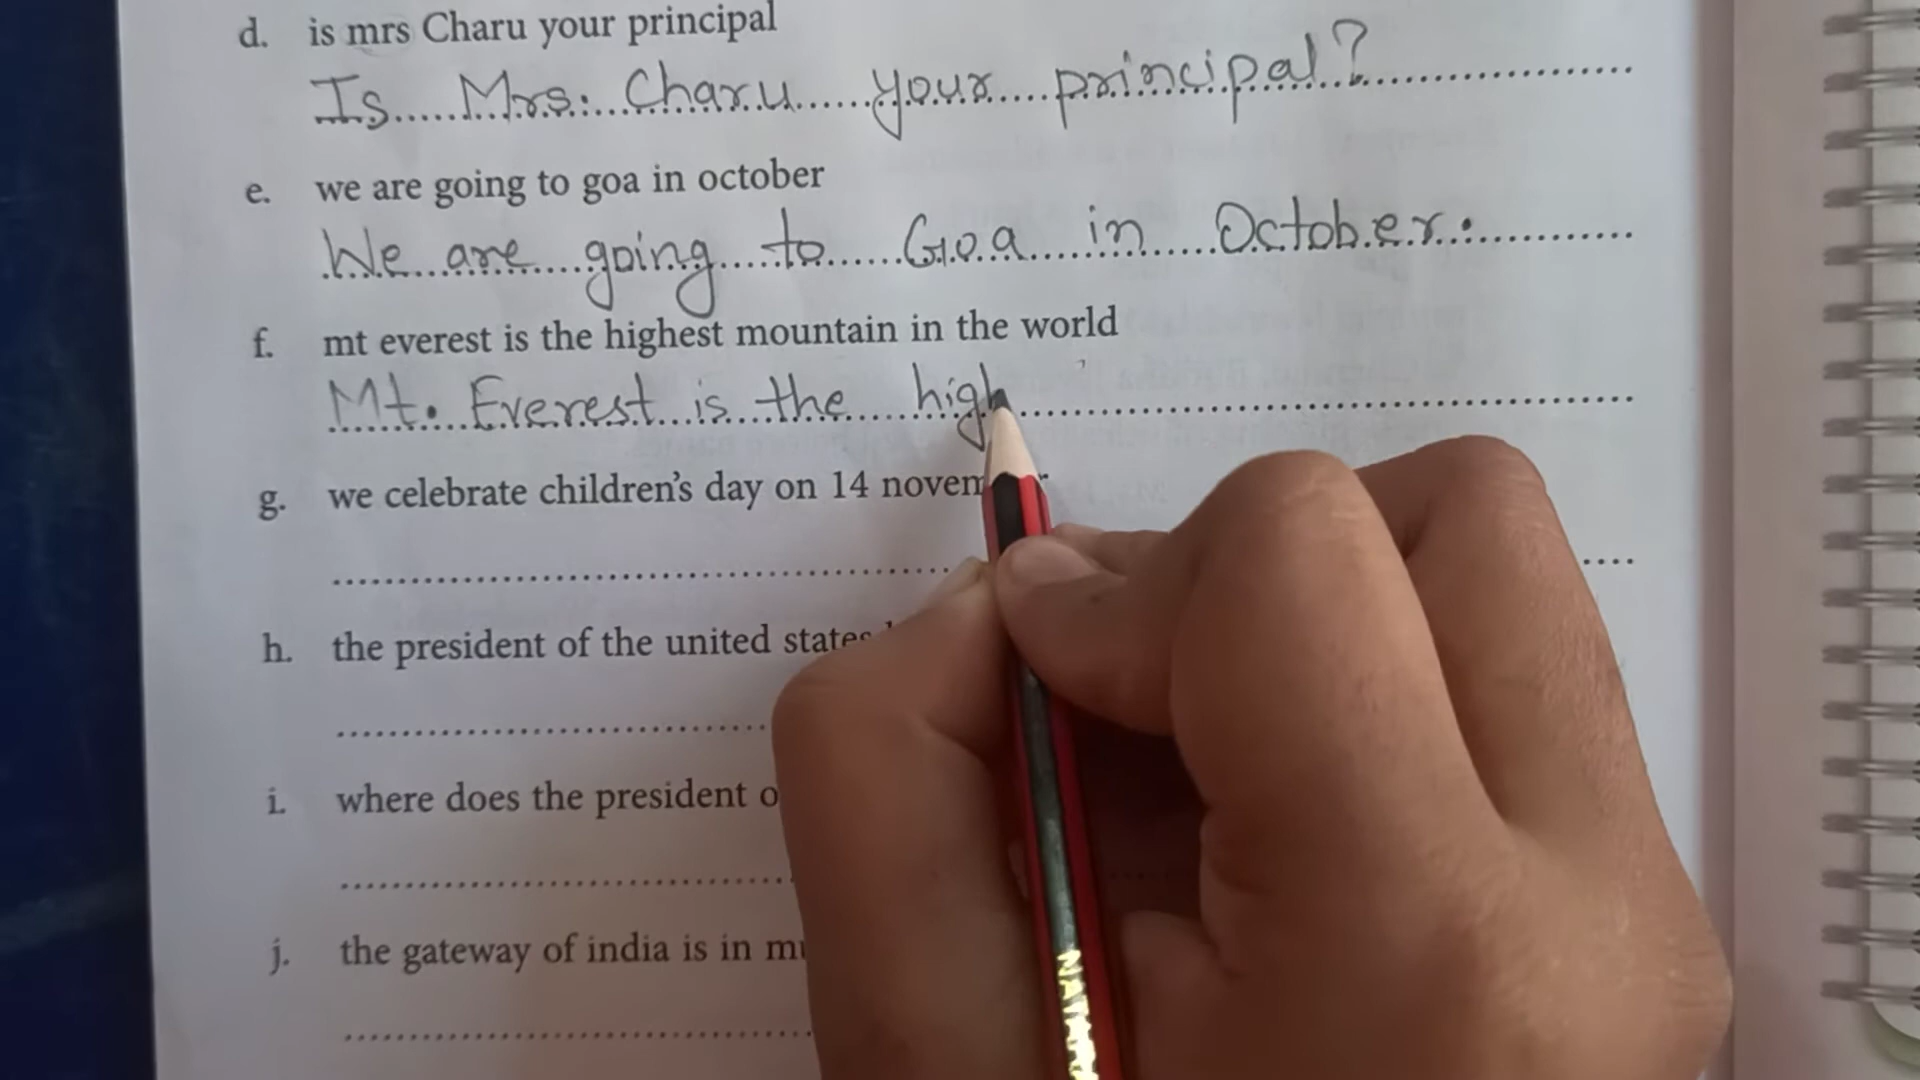 d. is mrs Charu your principal
Is Mrs. Charu your principal?
e. we are going to goa in october
We are going to Goa in October.
f. mt everest is the highest mountain in the world
Mt. Everest is the high
g. we celebrate children's day on 14
h. the president of the united states
i. where does the president
j. the gateway of india is in